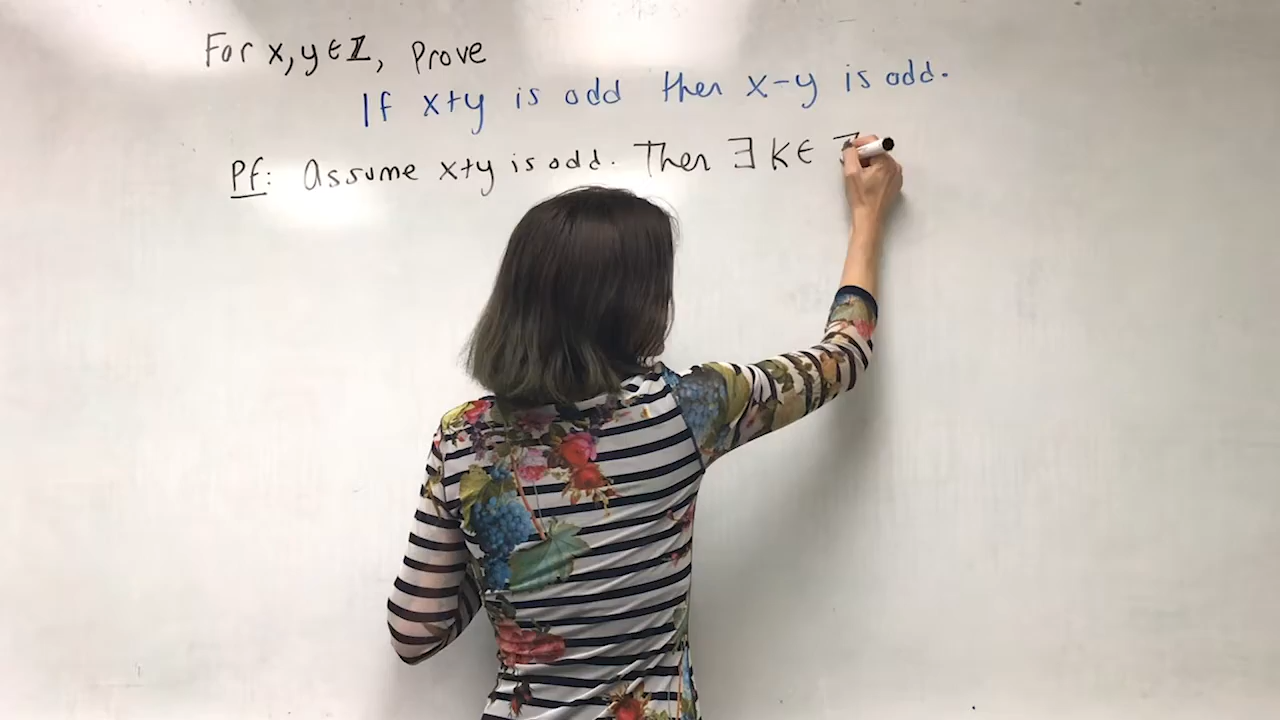 For x, y ∈ ℤ, Prove
If x+y is odd then x-y is odd.
Pf: Assume x+y is odd. Then ∃ k ∈